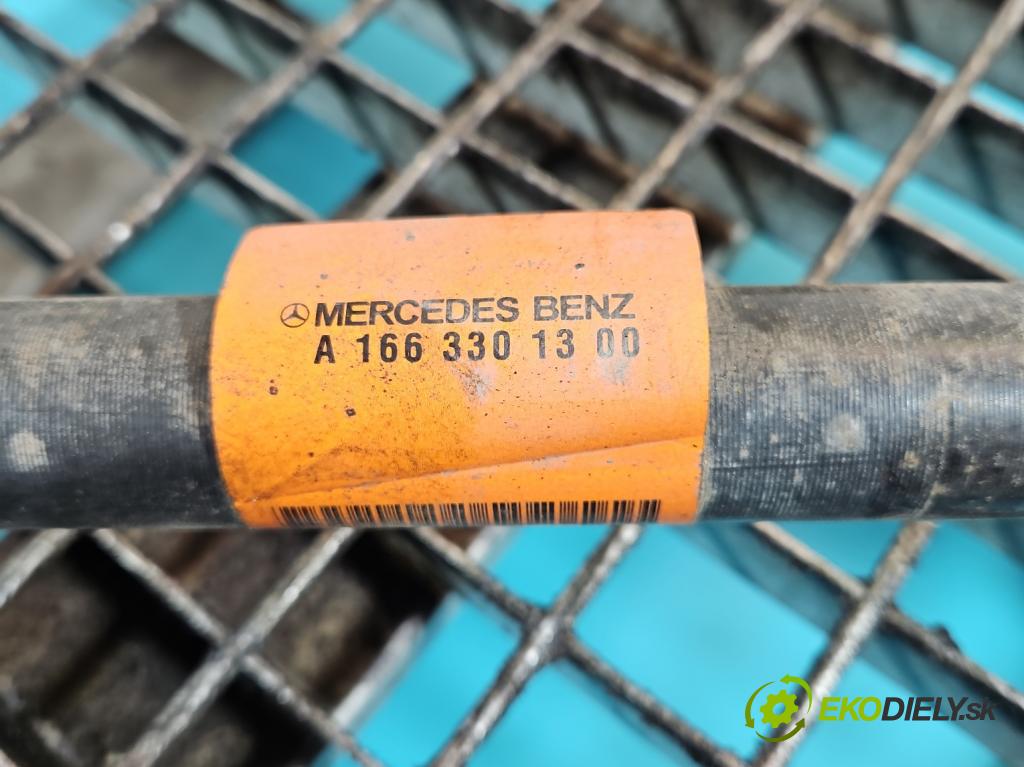 MERCEDES BENZ
A 166 330 13 00
EKODIELY.sk